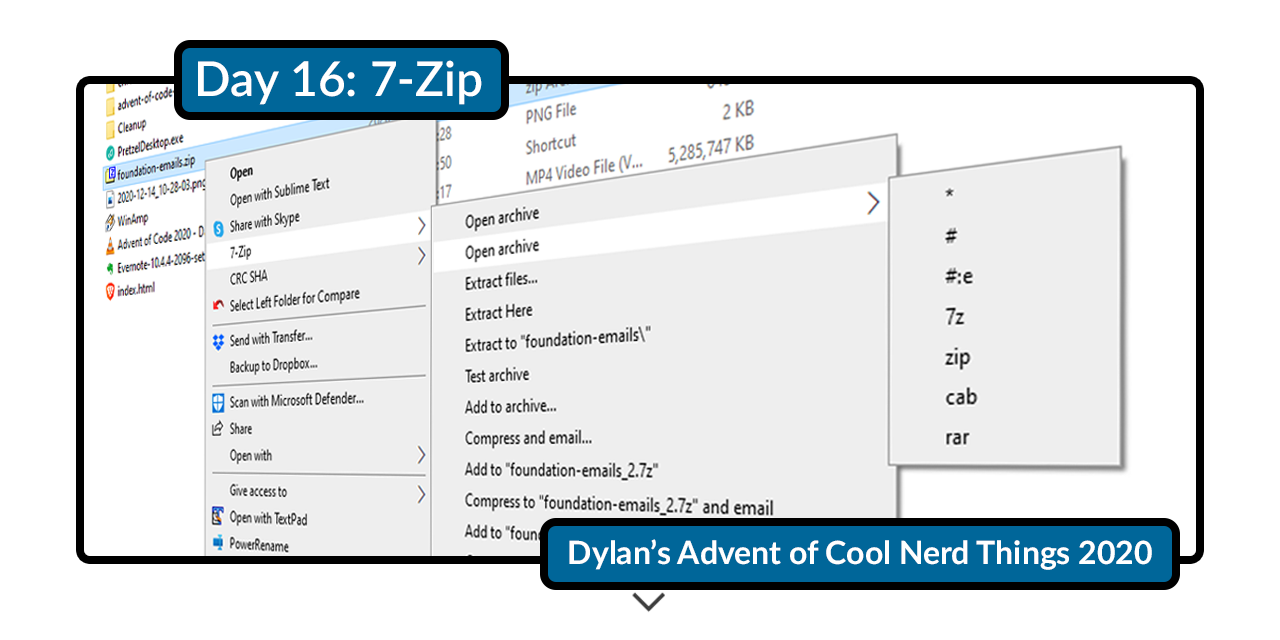 Day 16: 7-Zip
advent-of-code-
Cleanup
PretzelDesktop.exe
foundation-emails.zip
2020-12-14_10-28-03.png
WinAmp
Advent of Code 2020 - D
Evernote-10.4.4-2096-set
index.html
:28
PNG File
2 KB
:50
Shortcut
:17
MP4 Video File (V...
5,285,747 KB
Open
Open with Sublime Text
Share with Skype
7-Zip
CRC SHA
Select Left Folder for Compare
Send with Transfer...
Backup to Dropbox...
Scan with Microsoft Defender...
Share
Open with
Give access to
Open with TextPad
PowerRename
Open archive
Open archive
Extract files...
Extract Here
Extract to "foundation-emails\"
Test archive
Add to archive...
Compress and email...
Add to "foundation-emails_2.7z"
Compress to "foundation-emails_2.7z" and email
Add to "foun
*
#
#:e
7z
zip
cab
rar
Dylan's Advent of Cool Nerd Things 2020